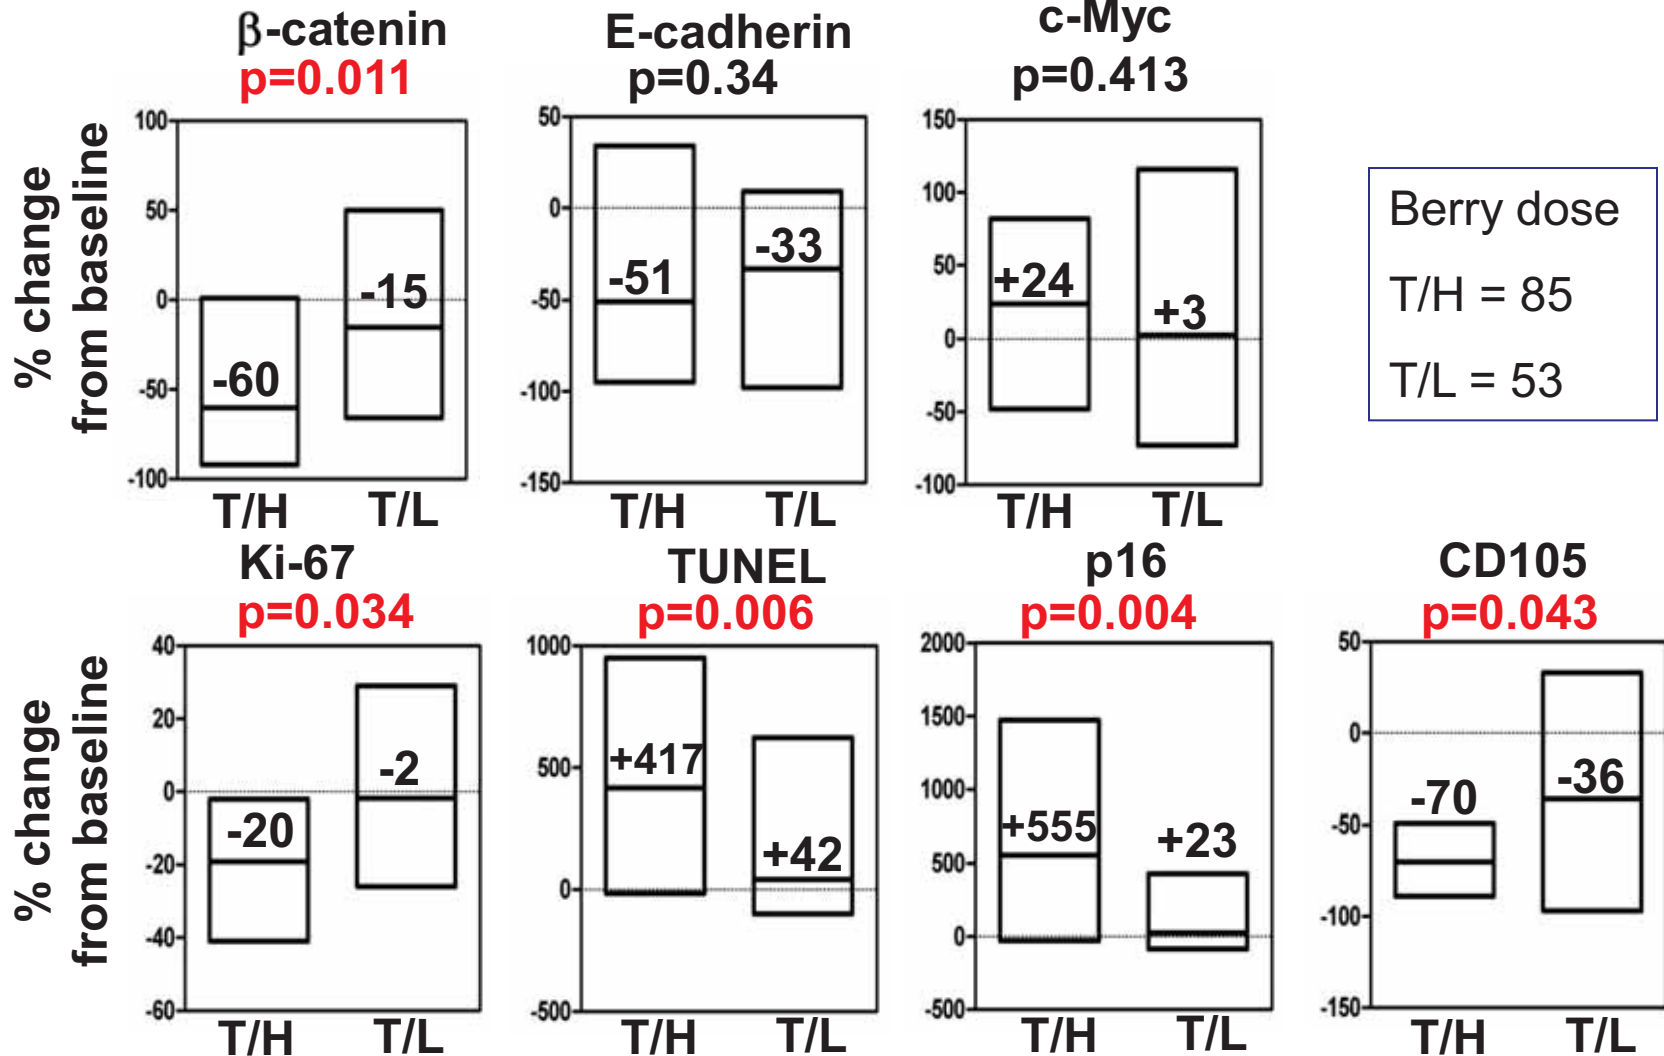 β-catenin
p=0.011
E-cadherin
p=0.34
c-Myc
p=0.413
% change
from baseline
100
50
0
-50
-100
-60
-15
T/H
T/L
50
0
-50
-100
-150
-51
-33
T/H
T/L
150
100
50
0
-50
-100
+24
+3
T/H
T/L
Berry dose
T/H = 85
T/L = 53
Ki-67
p=0.034
TUNEL
p=0.006
p16
p=0.004
CD105
p=0.043
% change
from baseline
40
20
0
-20
-40
-60
-20
-2
T/H
T/L
1000
500
0
-500
+417
+42
T/H
T/L
2000
1500
1000
500
0
-500
+555
+23
T/H
T/L
50
0
-50
-100
-150
-70
-36
T/H
T/L